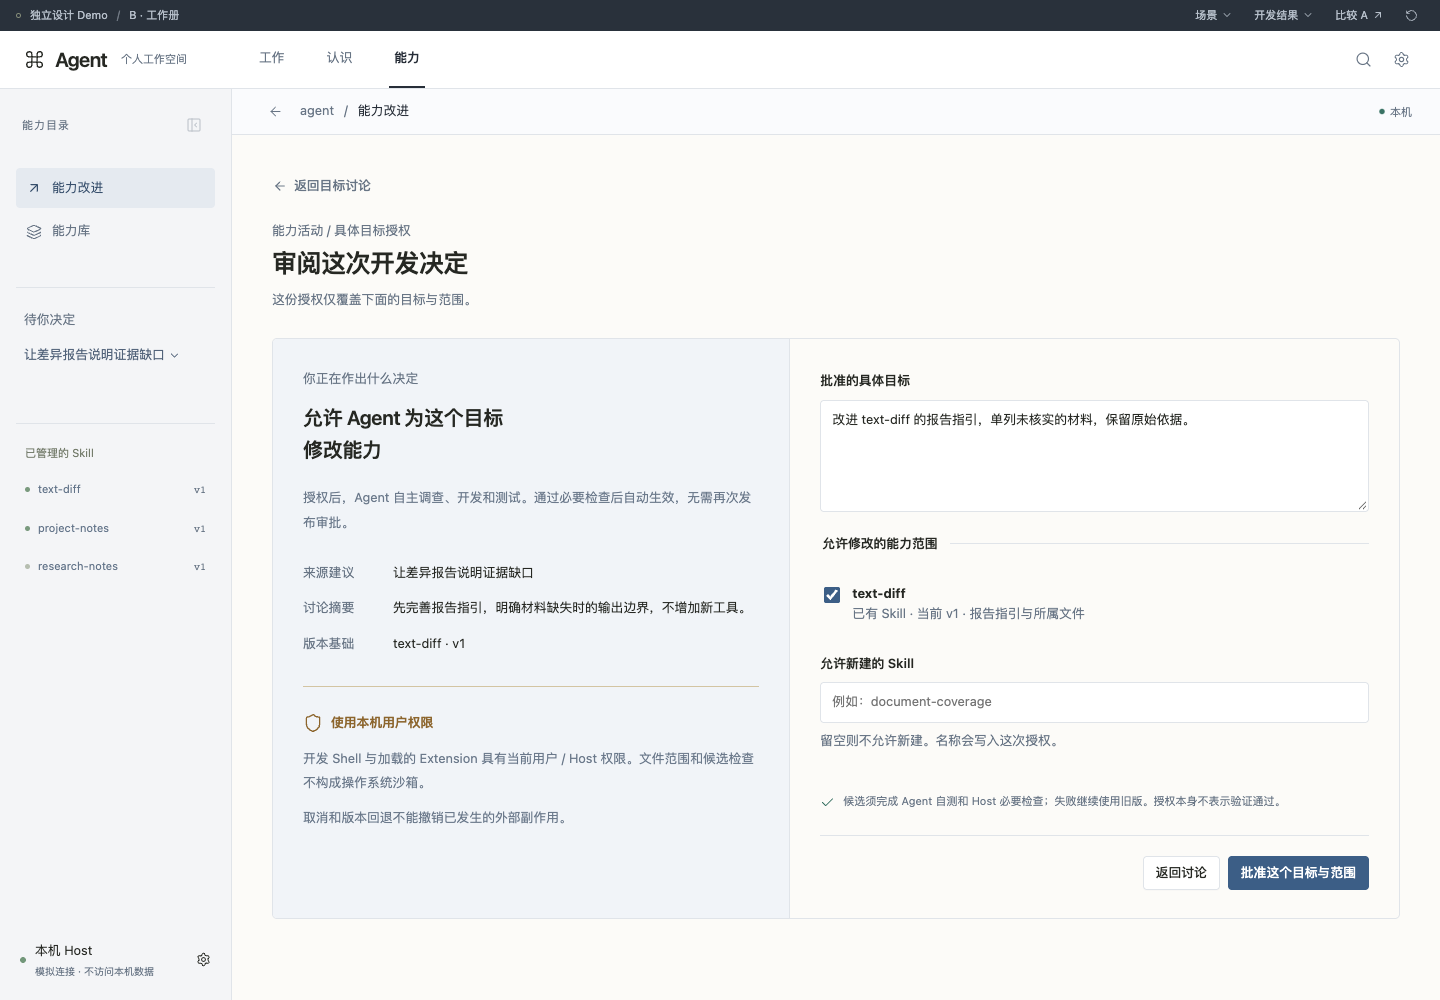 独立设计 Demo / B · 工作册
场景
开发结果
比较 A
Agent 个人工作空间
工作
认识
能力
能力目录
agent / 能力改进
本机
能力改进
能力库
待你决定
让差异报告说明证据缺口
已管理的 Skill
text-diff v1
project-notes v1
research-notes v1
本机 Host
模拟连接 · 不访问本机数据
返回目标讨论
能力活动 / 具体目标授权
审阅这次开发决定
这份授权仅覆盖下面的目标与范围。
你正在作出什么决定
允许 Agent 为这个目标
修改能力
授权后，Agent 自主调查、开发和测试。通过必要检查后自动生效，无需再次发
布审批。
来源建议 让差异报告说明证据缺口
讨论摘要 先完善报告指引，明确材料缺失时的输出边界，不增加新工具。
版本基础 text-diff · v1
使用本机用户权限
开发 Shell 与加载的 Extension 具有当前用户 / Host 权限。文件范围和候选检查
不构成操作系统沙箱。
取消和版本回退不能撤销已发生的外部副作用。
批准的具体目标
改进 text-diff 的报告指引，单列未核实的材料，保留原始依据。
允许修改的能力范围
text-diff
已有 Skill · 当前 v1 · 报告指引与所属文件
允许新建的 Skill
例如：document-coverage
留空则不允许新建。名称会写入这次授权。
候选须完成 Agent 自测和 Host 必要检查；失败继续使用旧版。授权本身不表示验证通过。
返回讨论
批准这个目标与范围